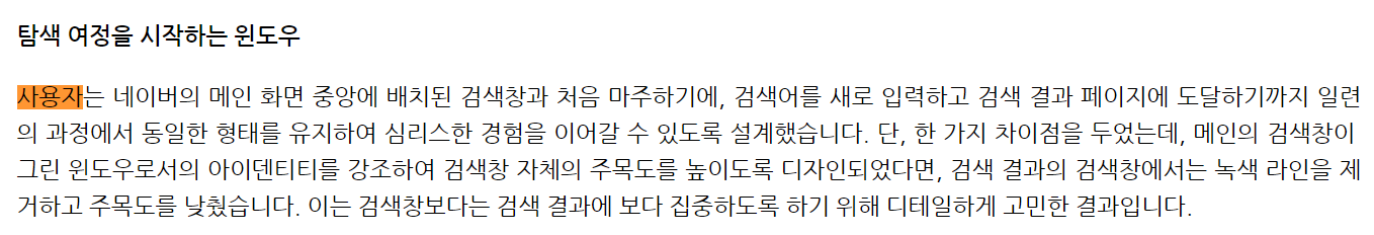 탐색 여정을 시작하는 윈도우
사용자는 네이버의 메인 화면 중앙에 배치된 검색창과 처음 마주하기에, 검색어를 새로 입력하고 검색 결과 페이지에 도달하기까지 일련
의 과정에서 동일한 형태를 유지하여 심리스한 경험을 이어갈 수 있도록 설계했습니다. 단, 한 가지 차이점을 두었는데, 메인의 검색창이
그린 윈도우로서의 아이덴티티를 강조하여 검색창 자체의 주목도를 높이도록 디자인되었다면, 검색 결과의 검색창에서는 녹색 라인을 제
거하고 주목도를 낮췄습니다. 이는 검색창보다는 검색 결과에 보다 집중하도록 하기 위해 디테일하게 고민한 결과입니다.